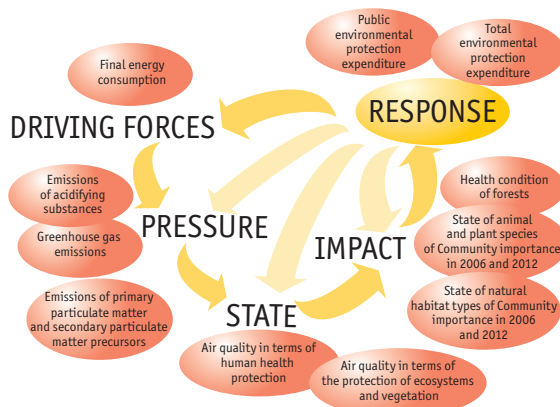 Public
environmental
protection
expenditure
Total
environmental
protection
expenditure
Final energy
consumption
RESPONSE
DRIVING FORCES
Emissions
of acidifying
substances
Greenhouse gas
emissions
Emissions of primary
particulate matter
and secondary particulate
matter precursors
PRESSURE
IMPACT
Health condition
of forests
State of animal
and plant species
of Community importance
in 2006 and 2012
State of natural
habitat types of Community
importance in 2006
and 2012
STATE
Air quality in terms of
human health
protection
Air quality in terms of
the protection of ecosystems
and vegetation